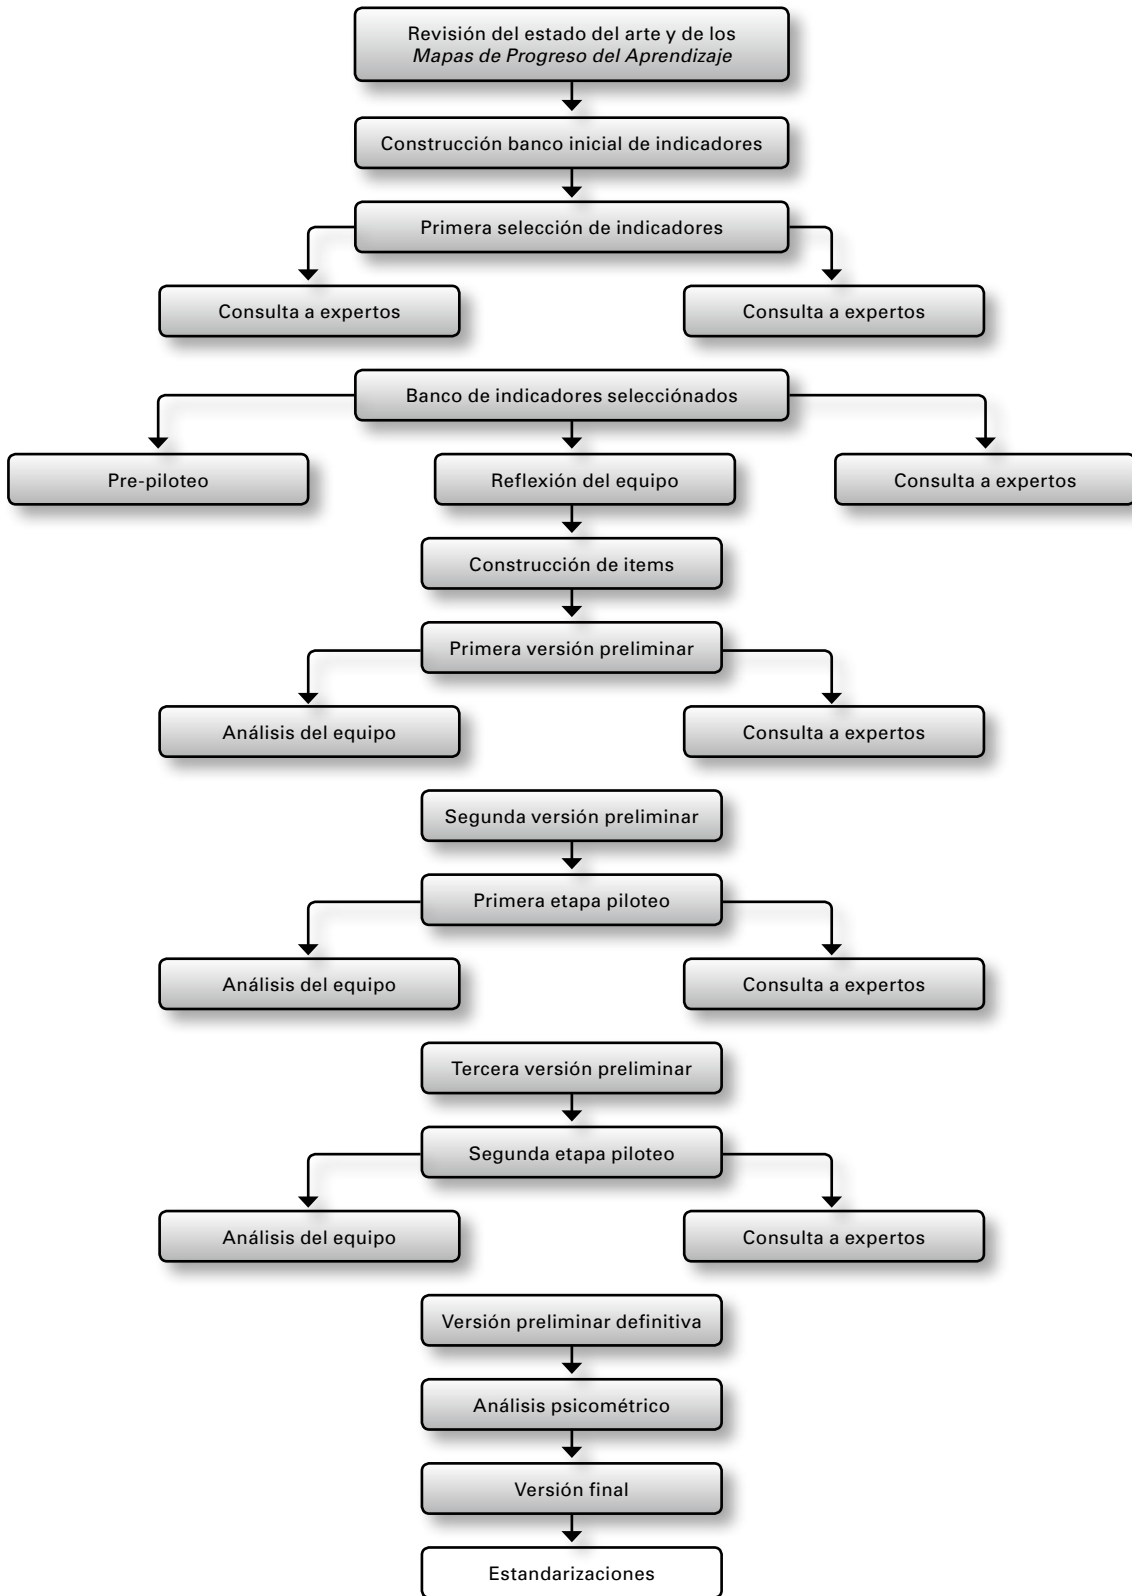 Revisión del estado del arte y de los
Mapas de Progreso del Aprendizaje
Construcción banco inicial de indicadores
Primera selección de indicadores
Consulta a expertos
Consulta a expertos
Banco de indicadores selecciónados
Pre-piloteo
Reflexión del equipo
Consulta a expertos
Construcción de items
Primera versión preliminar
Análisis del equipo
Consulta a expertos
Segunda versión preliminar
Primera etapa piloteo
Análisis del equipo
Consulta a expertos
Tercera versión preliminar
Segunda etapa piloteo
Análisis del equipo
Consulta a expertos
Versión preliminar definitiva
Análisis psicométrico
Versión final
Estandarizaciones